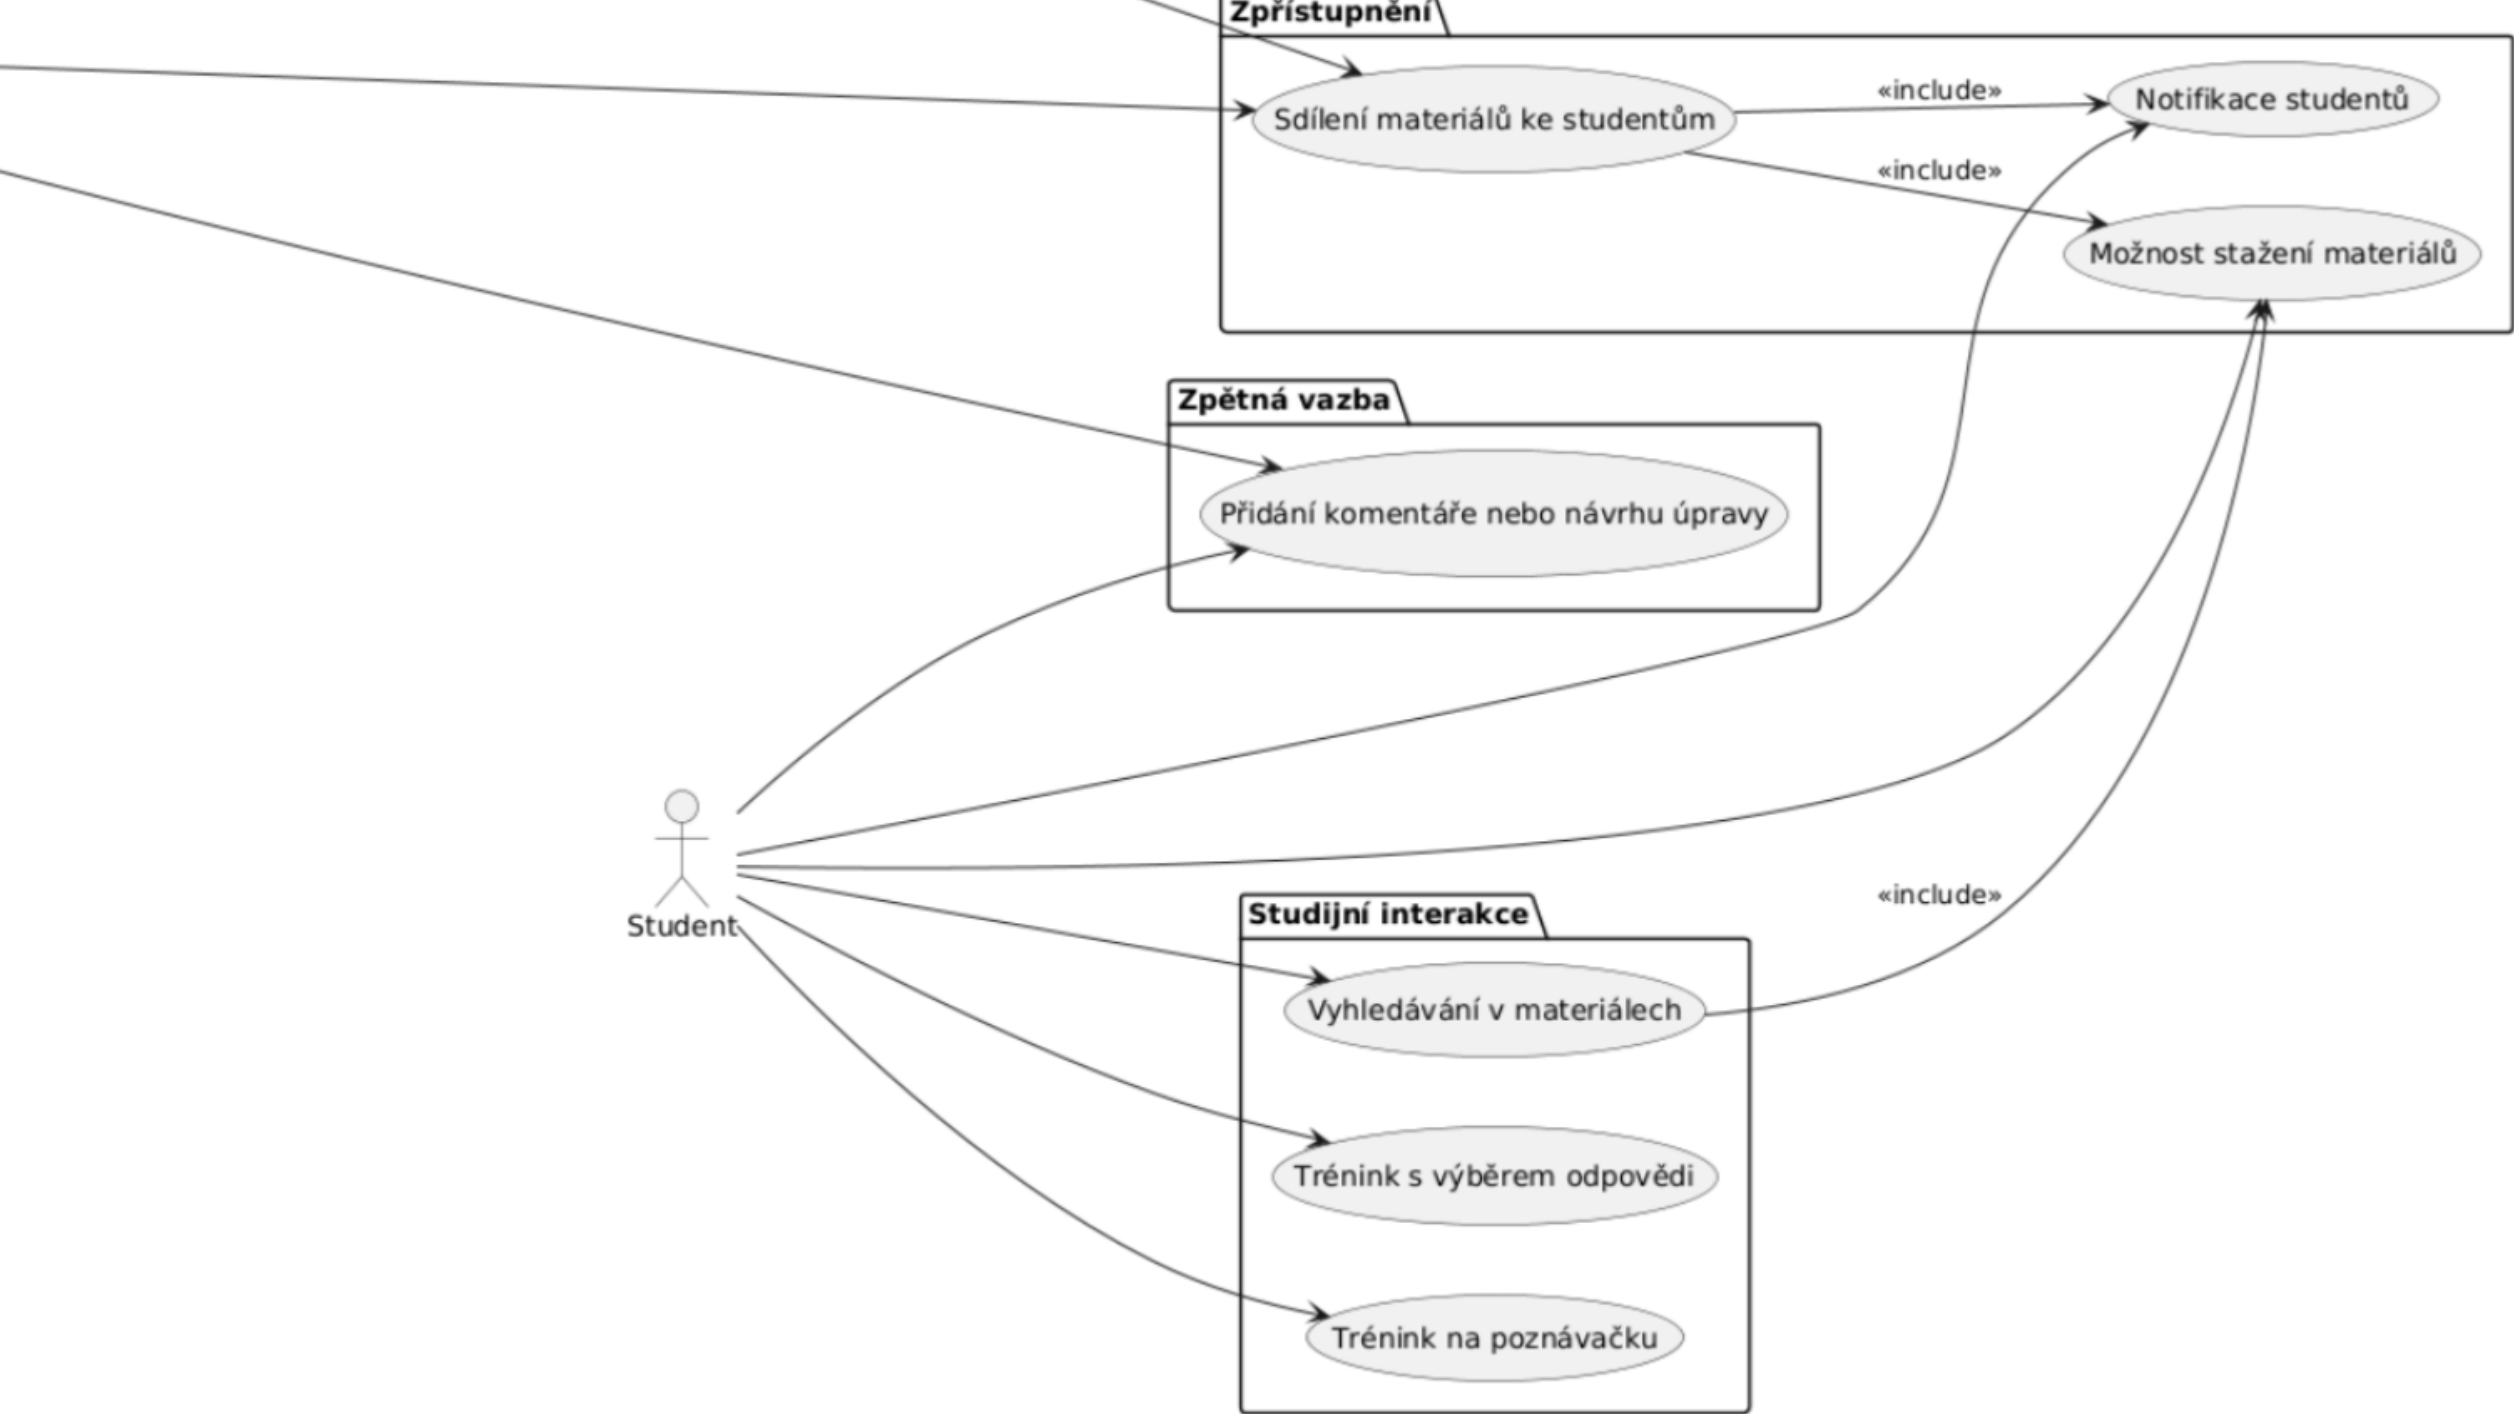 Zpřístupnění
Sdílení materiálů ke studentům
«include»
Notifikace studentů
«include»
Možnost stažení materiálů
Zpětná vazba
Přidání komentáře nebo návrhu úpravy
Student
Studijní interakce
«include»
Vyhledávání v materiálech
Trénink s výběrem odpovědi
Trénink na poznávačku